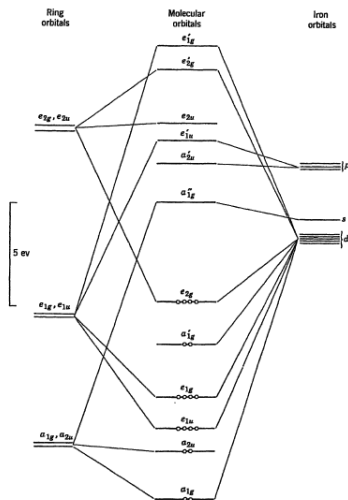 Ring
orbitals
Molecular
orbitals
Iron
orbitals
e'1g
e'2g
e2g, e2u
e2u
e'1u
a'2u
p
a''1g
s
d
5 ev
e2g
e1g, e1u
a'1g
e1g
e1u
a1g, a2u
a2u
a1g